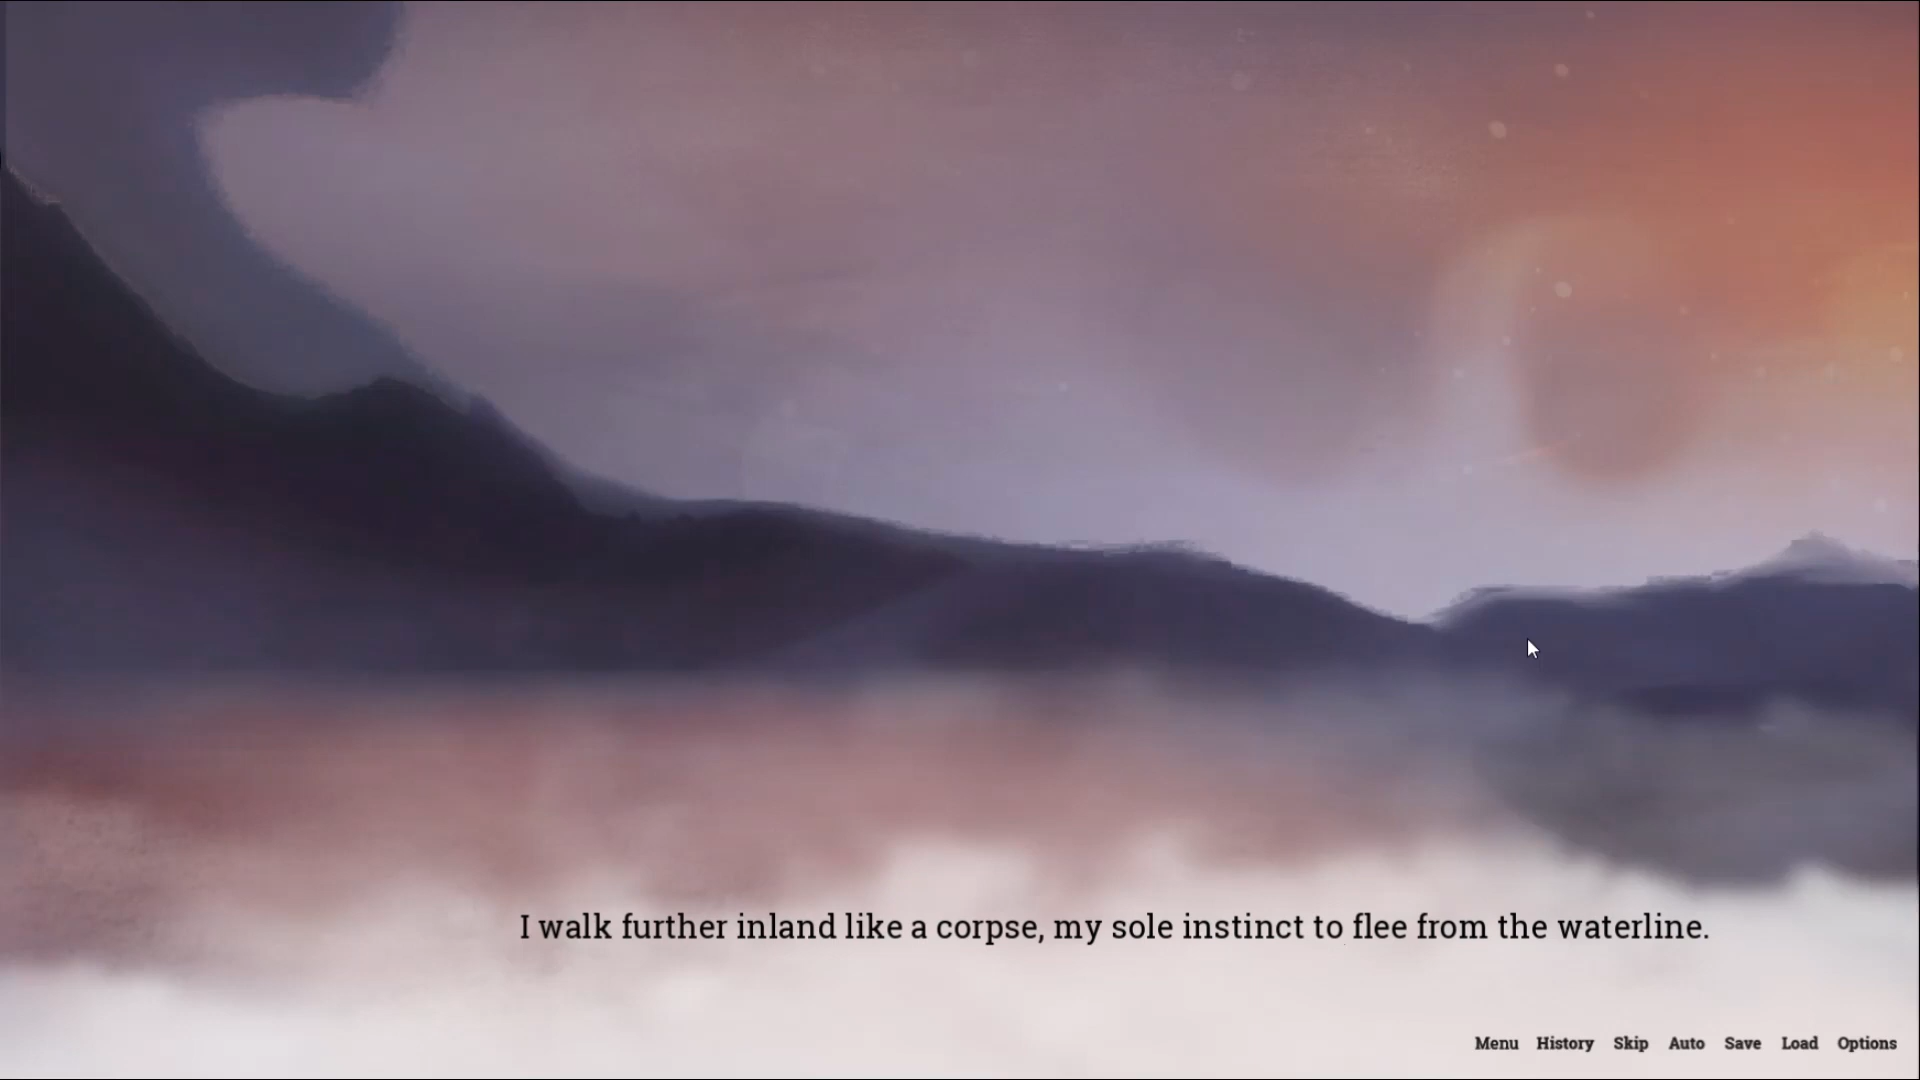 I walk further inland like a corpse, my sole instinct to flee from the waterline.
Menu History Skip Auto Save Load Options